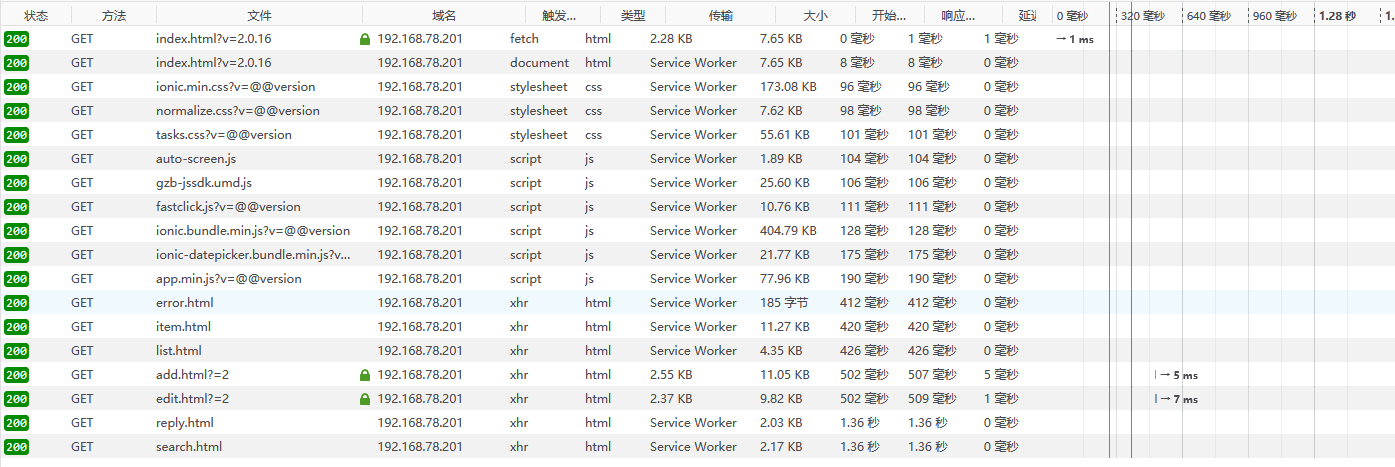 状态 方法 文件 域名 触发... 类型 传输 大小 开始... 响应... 延迟 0 毫秒 320 毫秒 640 毫秒 960 毫秒 1.28 秒 1.
200 GET index.html?v=2.0.16 192.168.78.201 fetch html 2.28 KB 7.65 KB 0 毫秒 1 毫秒 1 毫秒 → 1 ms
200 GET index.html?v=2.0.16 192.168.78.201 document html Service Worker 7.65 KB 8 毫秒 8 毫秒 0 毫秒
200 GET ionic.min.css?v=@@version 192.168.78.201 stylesheet css Service Worker 173.08 KB 96 毫秒 96 毫秒 0 毫秒
200 GET normalize.css?v=@@version 192.168.78.201 stylesheet css Service Worker 7.62 KB 98 毫秒 98 毫秒 0 毫秒
200 GET tasks.css?v=@@version 192.168.78.201 stylesheet css Service Worker 55.61 KB 101 毫秒 101 毫秒 0 毫秒
200 GET auto-screen.js 192.168.78.201 script js Service Worker 1.89 KB 104 毫秒 104 毫秒 0 毫秒
200 GET gzb-jssdk.umd.js 192.168.78.201 script js Service Worker 25.60 KB 106 毫秒 106 毫秒 0 毫秒
200 GET fastclick.js?v=@@version 192.168.78.201 script js Service Worker 10.76 KB 111 毫秒 111 毫秒 0 毫秒
200 GET ionic.bundle.min.js?v=@@version 192.168.78.201 script js Service Worker 404.79 KB 128 毫秒 128 毫秒 0 毫秒
200 GET ionic-datepicker.bundle.min.js?v... 192.168.78.201 script js Service Worker 21.77 KB 175 毫秒 175 毫秒 0 毫秒
200 GET app.min.js?v=@@version 192.168.78.201 script js Service Worker 77.96 KB 190 毫秒 190 毫秒 0 毫秒
200 GET error.html 192.168.78.201 xhr html Service Worker 185 字节 412 毫秒 412 毫秒 0 毫秒
200 GET item.html 192.168.78.201 xhr html Service Worker 11.27 KB 420 毫秒 420 毫秒 0 毫秒
200 GET list.html 192.168.78.201 xhr html Service Worker 4.35 KB 426 毫秒 426 毫秒 0 毫秒
200 GET add.html?=2 192.168.78.201 xhr html 2.55 KB 11.05 KB 502 毫秒 507 毫秒 5 毫秒 → 5 ms
200 GET edit.html?=2 192.168.78.201 xhr html 2.37 KB 9.82 KB 502 毫秒 509 毫秒 1 毫秒 → 7 ms
200 GET reply.html 192.168.78.201 xhr html Service Worker 2.03 KB 1.36 秒 1.36 秒 0 毫秒
200 GET search.html 192.168.78.201 xhr html Service Worker 2.17 KB 1.36 秒 1.36 秒 0 毫秒